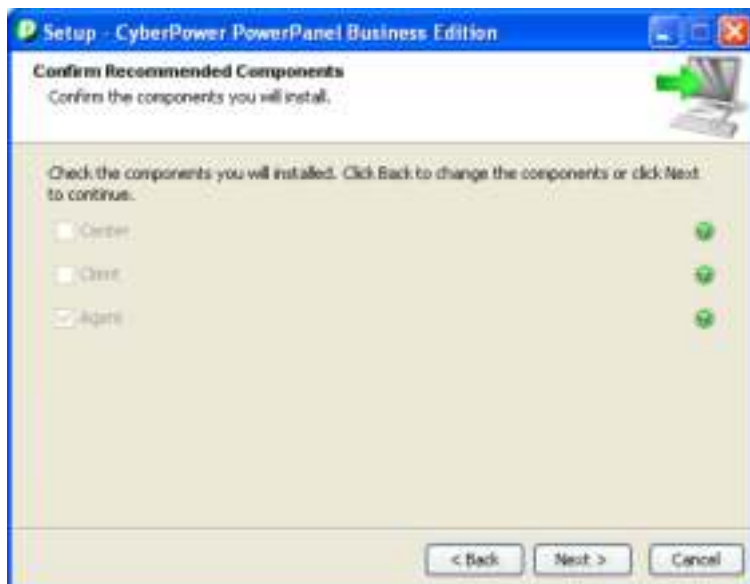 Setup - CyberPower PowerPanel Business Edition
Confirm Recommended Components
Confirm the components you will install.
Check the components you will installed. Click Back to change the components or click Next
to continue.
Center
Client
Agent
< Back
Next >
Cancel